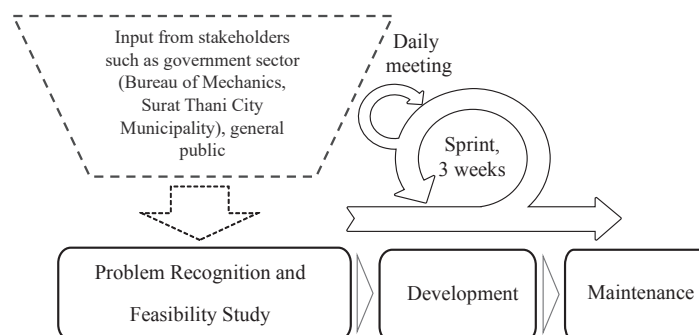 Input from stakeholders
such as government sector
(Bureau of Mechanics,
Surat Thani City
Municipality), general
public
Daily
meeting
Sprint,
3 weeks
Problem Recognition and
Feasibility Study
Development
Maintenance